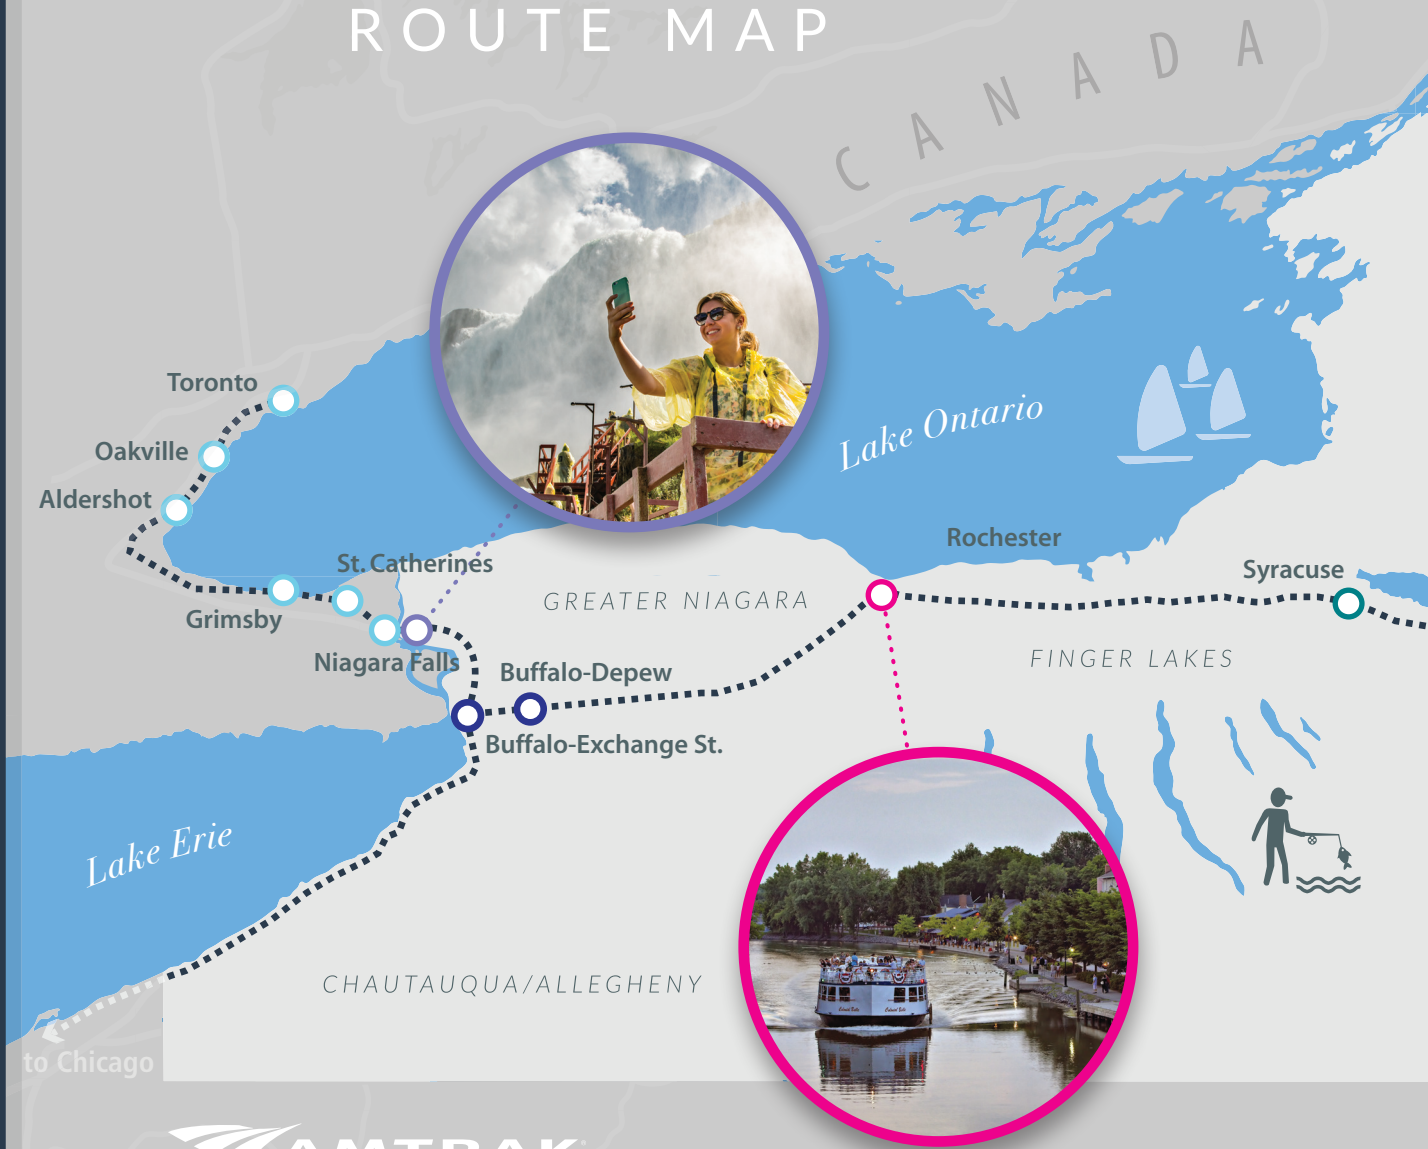 ROUTE MAP
CANADA
Toronto
Oakville
Lake Ontario
Aldershot
Rochester
St. Catherines
Syracuse
GREATER NIAGARA
Grimsby
Niagara Falls
FINGER LAKES
Buffalo-Depew
Buffalo-Exchange St.
Lake Erie
CHAUTAUQUA/ALLEGHENY
to Chicago
AMTRAK®